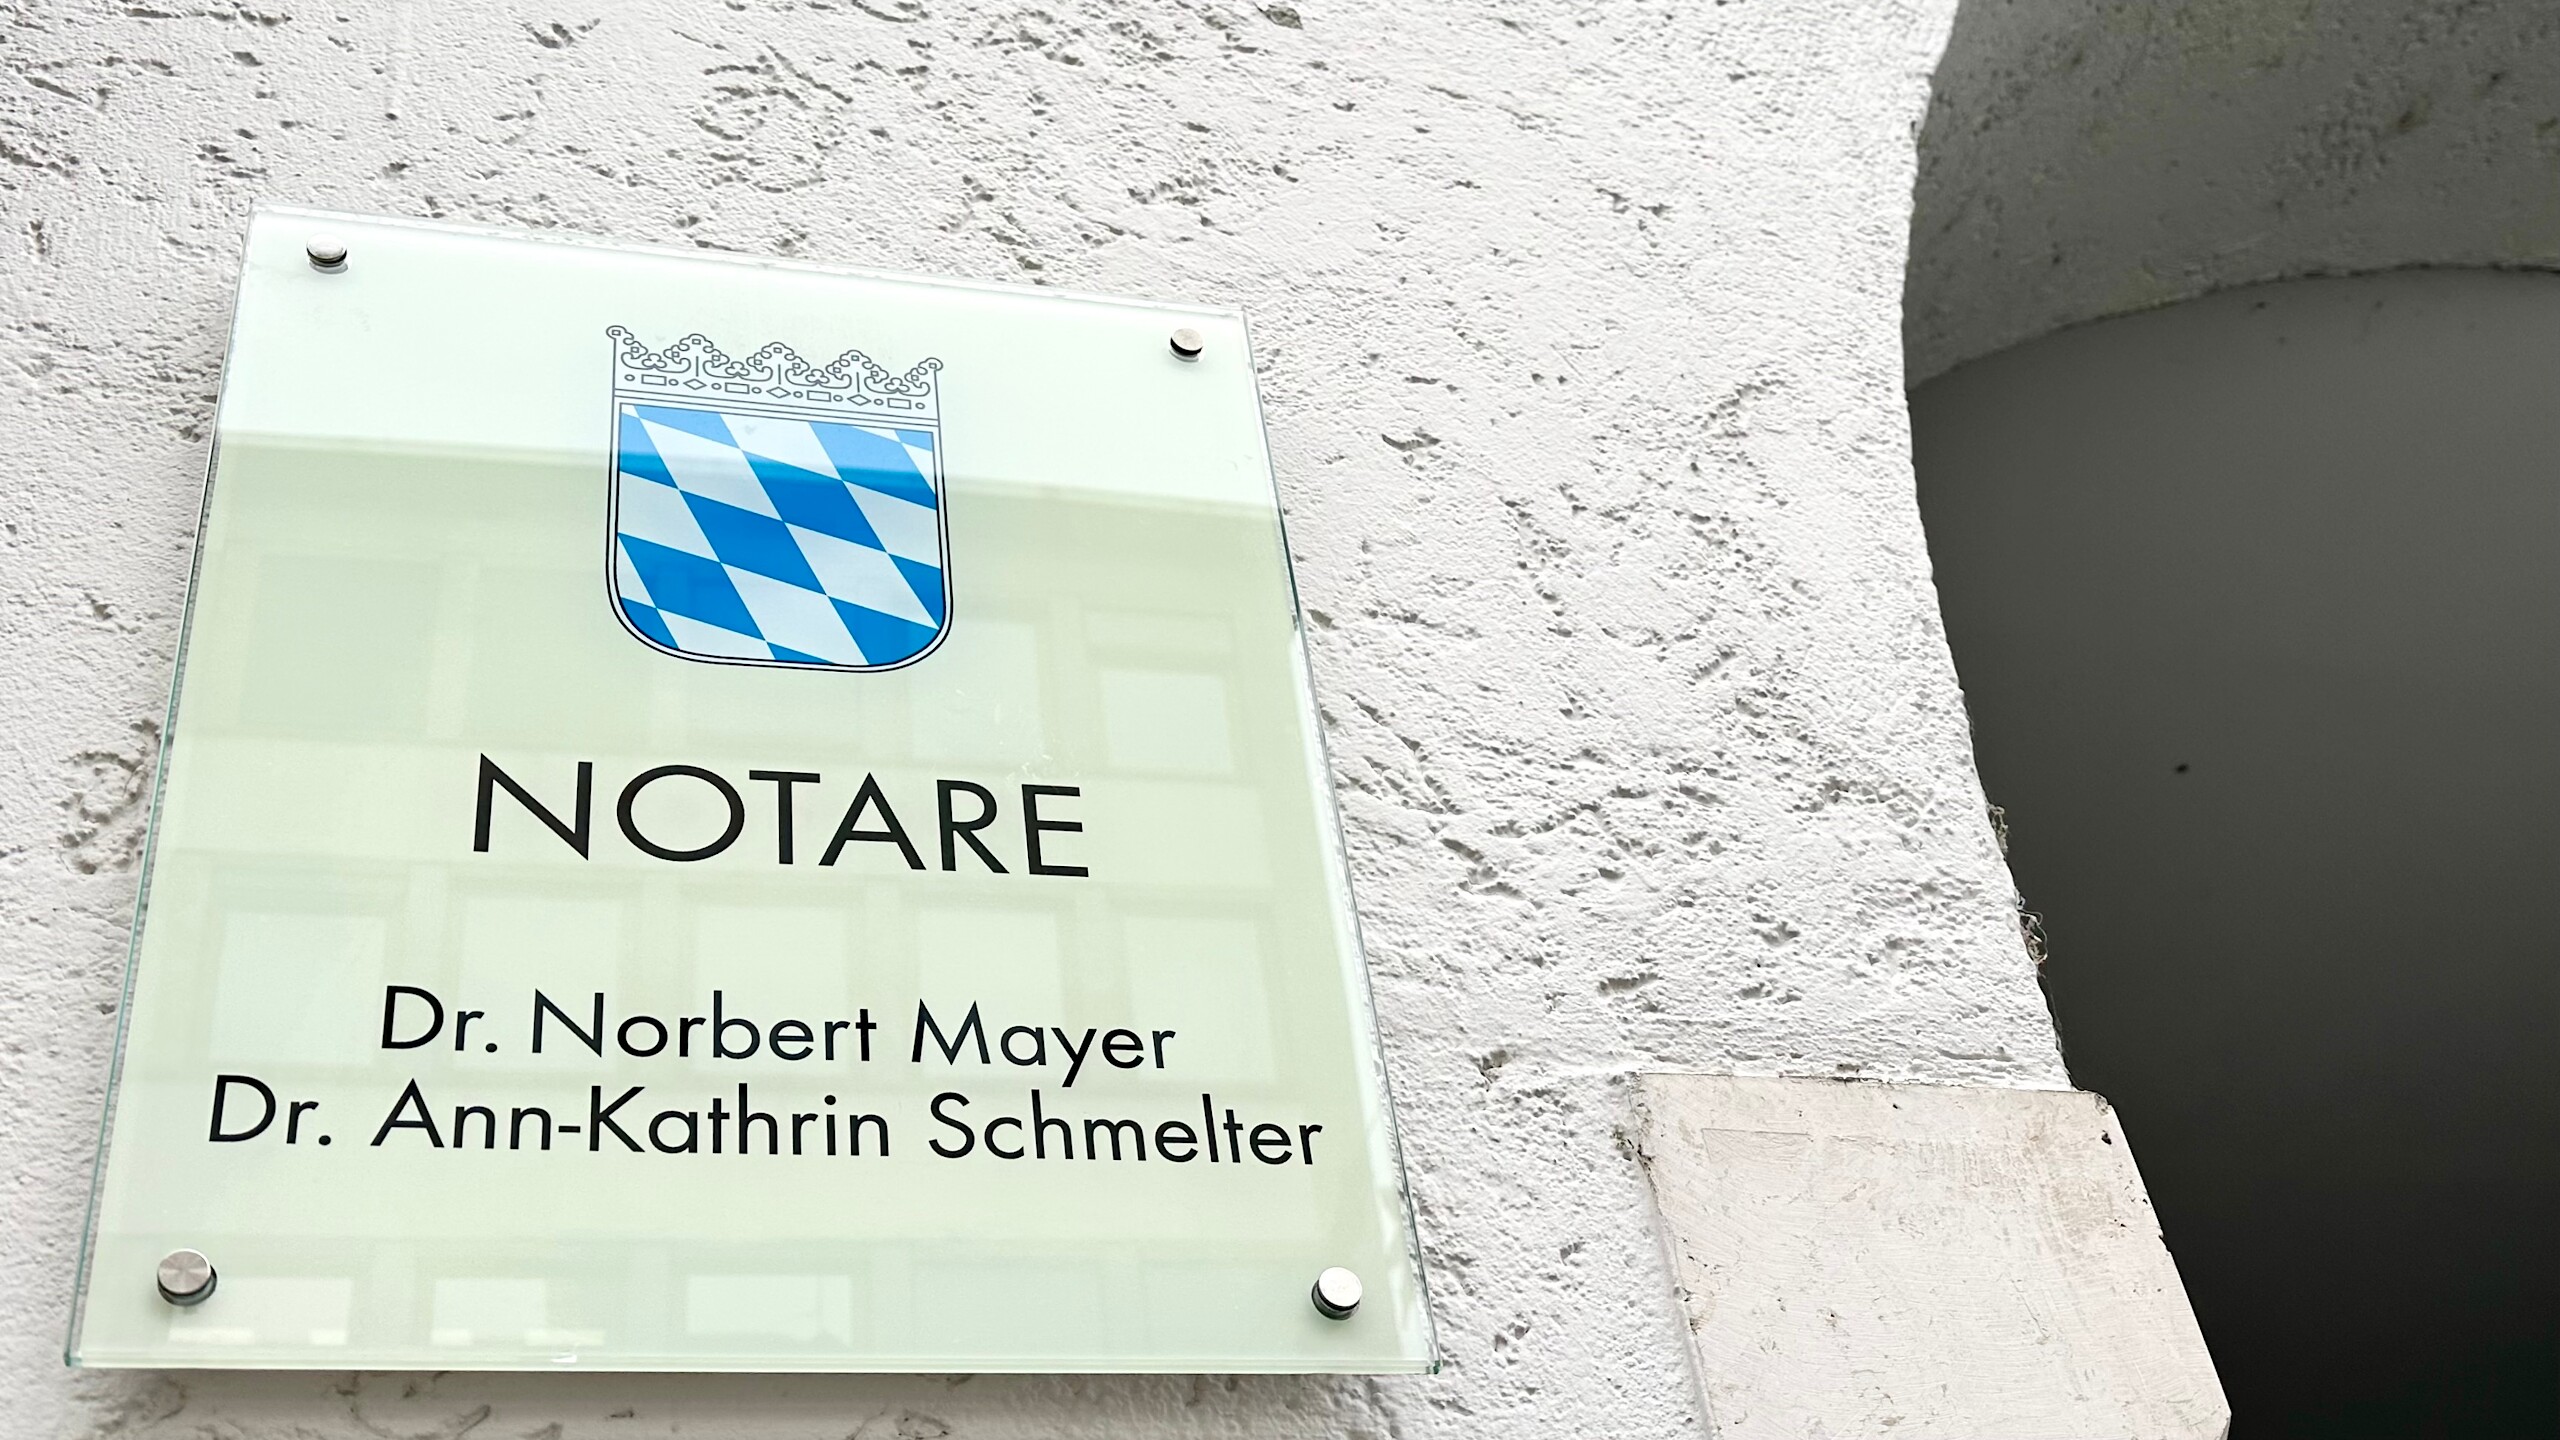 NOTARE
Dr. Norbert Mayer
Dr. Ann-Kathrin Schmelter